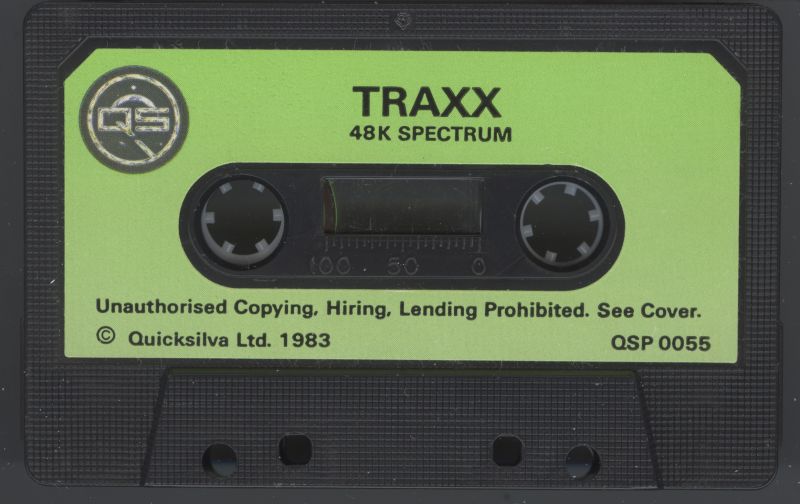 QS
TRAXX
48K SPECTRUM
100 50 0
Unauthorised Copying, Hiring, Lending Prohibited. See Cover.
© Quicksilva Ltd. 1983 QSP 0055